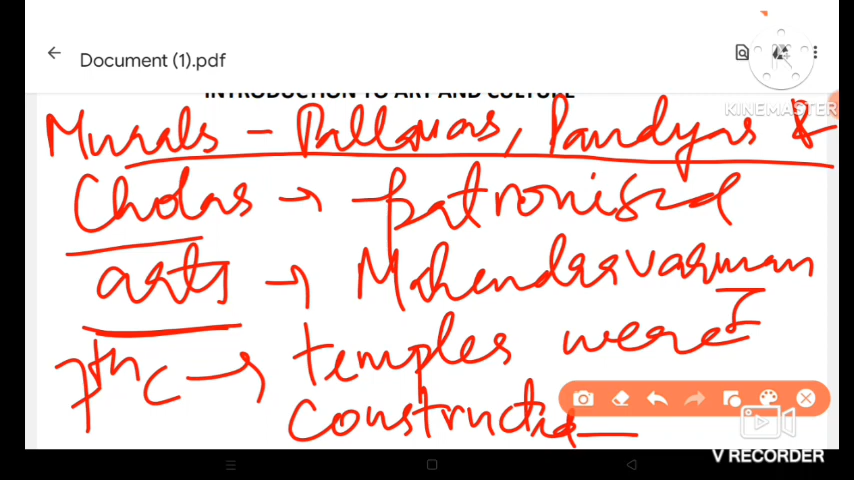 Document (1).pdf
KINEMASTER
INTRODUCTION TO ART AND CULTURE
Murals - Pallavas, Pandyas &
Cholas → patronised
arts → Mahendravarman
I
7th C → temples were
constructed
V RECORDER